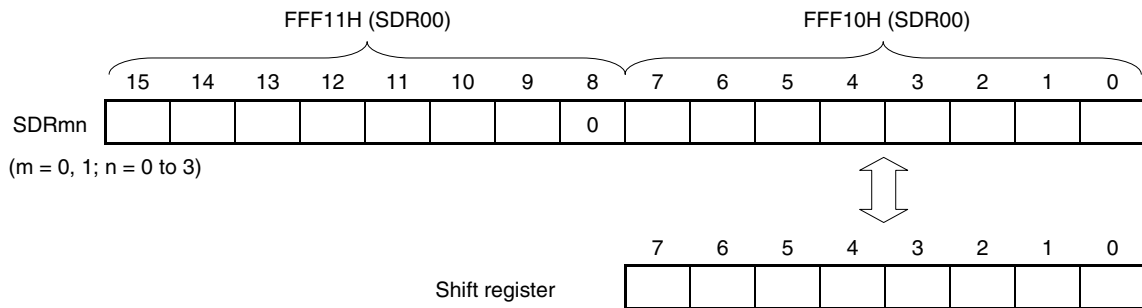 FFF11H (SDR00) FFF10H (SDR00)
15 14 13 12 11 10 9 8 7 6 5 4 3 2 1 0
SDRmn 0
(m = 0, 1; n = 0 to 3)
7 6 5 4 3 2 1 0
Shift register